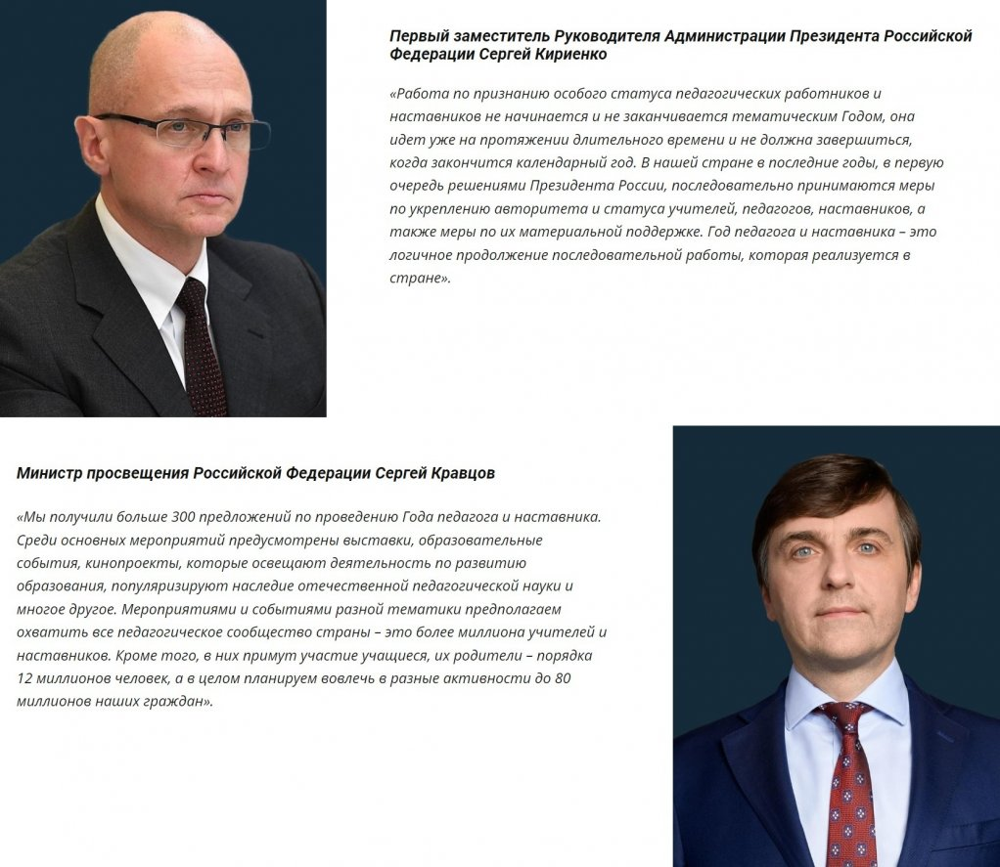 Первый заместитель Руководителя Администрации Президента Российской
Федерации Сергей Кириенко
«Работа по признанию особого статуса педагогических работников и
наставников не начинается и не заканчивается тематическим Годом, она
идет уже на протяжении длительного времени и не должна завершиться,
когда закончится календарный год. В нашей стране в последние годы, в первую
очередь решениями Президента России, последовательно принимаются меры
по укреплению авторитета и статуса учителей, педагогов, наставников, а
также меры по их материальной поддержке. Год педагога и наставника – это
логичное продолжение последовательной работы, которая реализуется в
стране».
Министр просвещения Российской Федерации Сергей Кравцов
«Мы получили больше 300 предложений по проведению Года педагога и наставника.
Среди основных мероприятий предусмотрены выставки, образовательные
события, кинопроекты, которые освещают деятельность по развитию
образования, популяризируют наследие отечественной педагогической науки и
многое другое. Мероприятиями и событиями разной тематики предполагаем
охватить все педагогическое сообщество страны – это более миллиона учителей и
наставников. Кроме того, в них примут участие учащиеся, их родители – порядка
12 миллионов человек, а в целом планируем вовлечь в разные активности до 80
миллионов наших граждан».